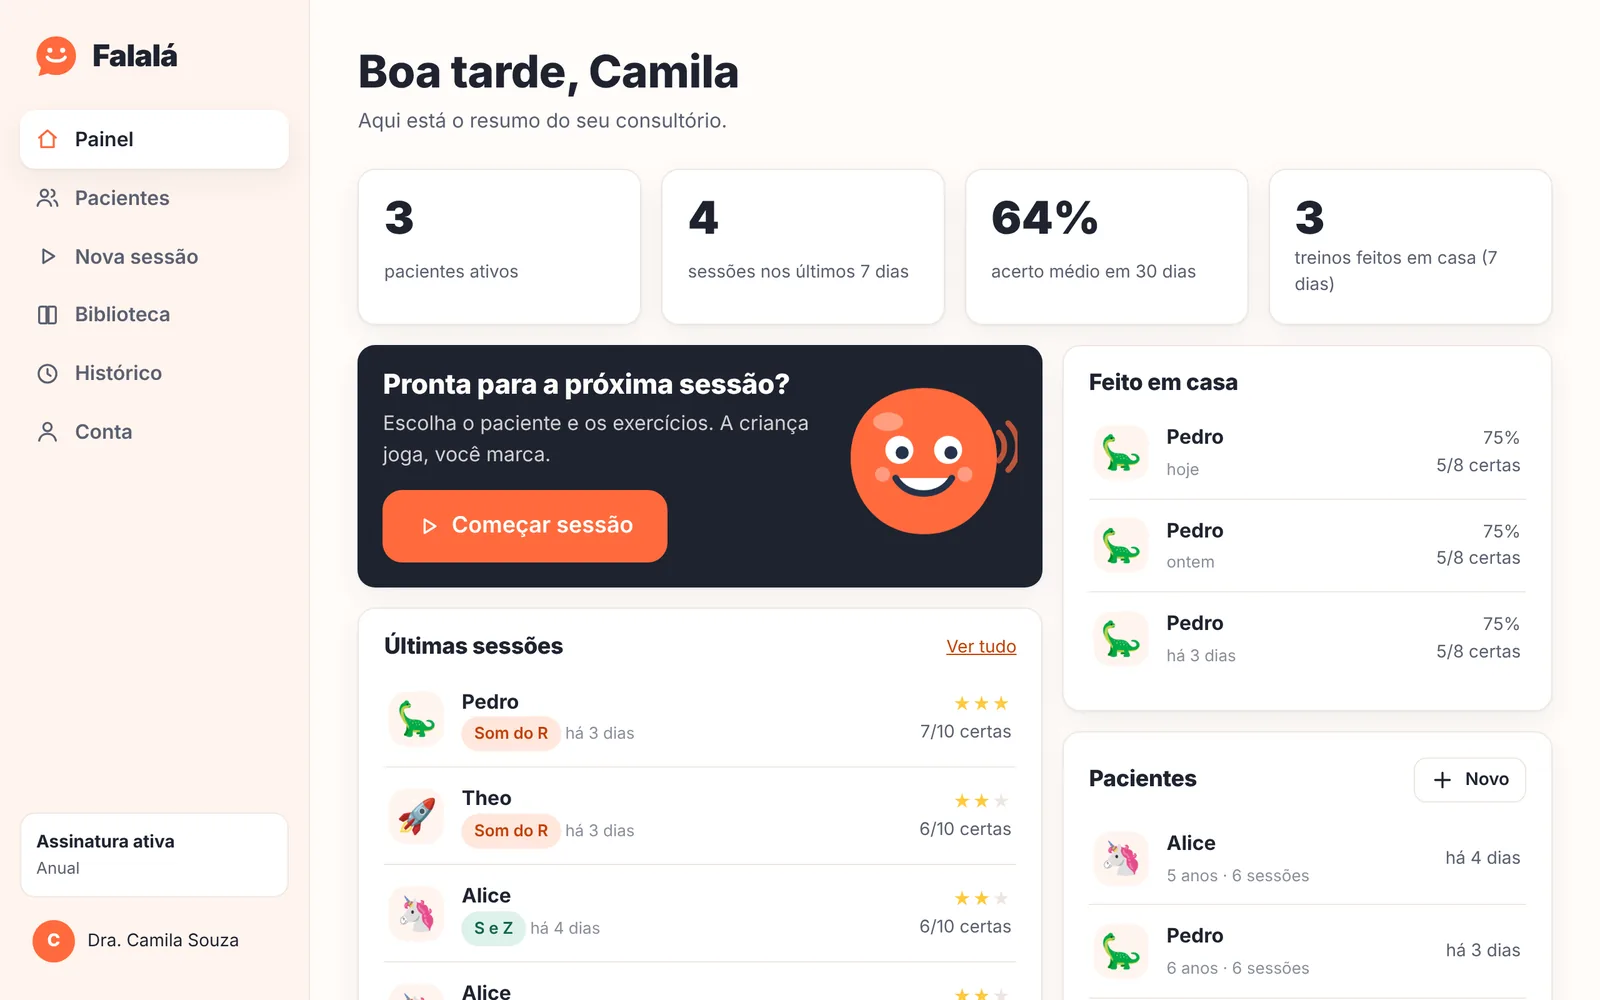 Falalá
Painel
Pacientes
Nova sessão
Biblioteca
Histórico
Conta
Assinatura ativa
Anual
C
Dra. Camila Souza
Boa tarde, Camila
Aqui está o resumo do seu consultório.
3
pacientes ativos
4
sessões nos últimos 7 dias
64%
acerto médio em 30 dias
3
treinos feitos em casa (7
dias)
Pronta para a próxima sessão?
Escolha o paciente e os exercícios. A criança
joga, você marca.
Começar sessão
Últimas sessões
Ver tudo
Pedro
Som do R há 3 dias
7/10 certas
Theo
Som do R há 3 dias
6/10 certas
Alice
S e Z há 4 dias
6/10 certas
Alice
Feito em casa
Pedro
hoje
75%
5/8 certas
Pedro
ontem
75%
5/8 certas
Pedro
há 3 dias
75%
5/8 certas
Pacientes
Novo
Alice
5 anos · 6 sessões
há 4 dias
Pedro
6 anos · 6 sessões
há 3 dias